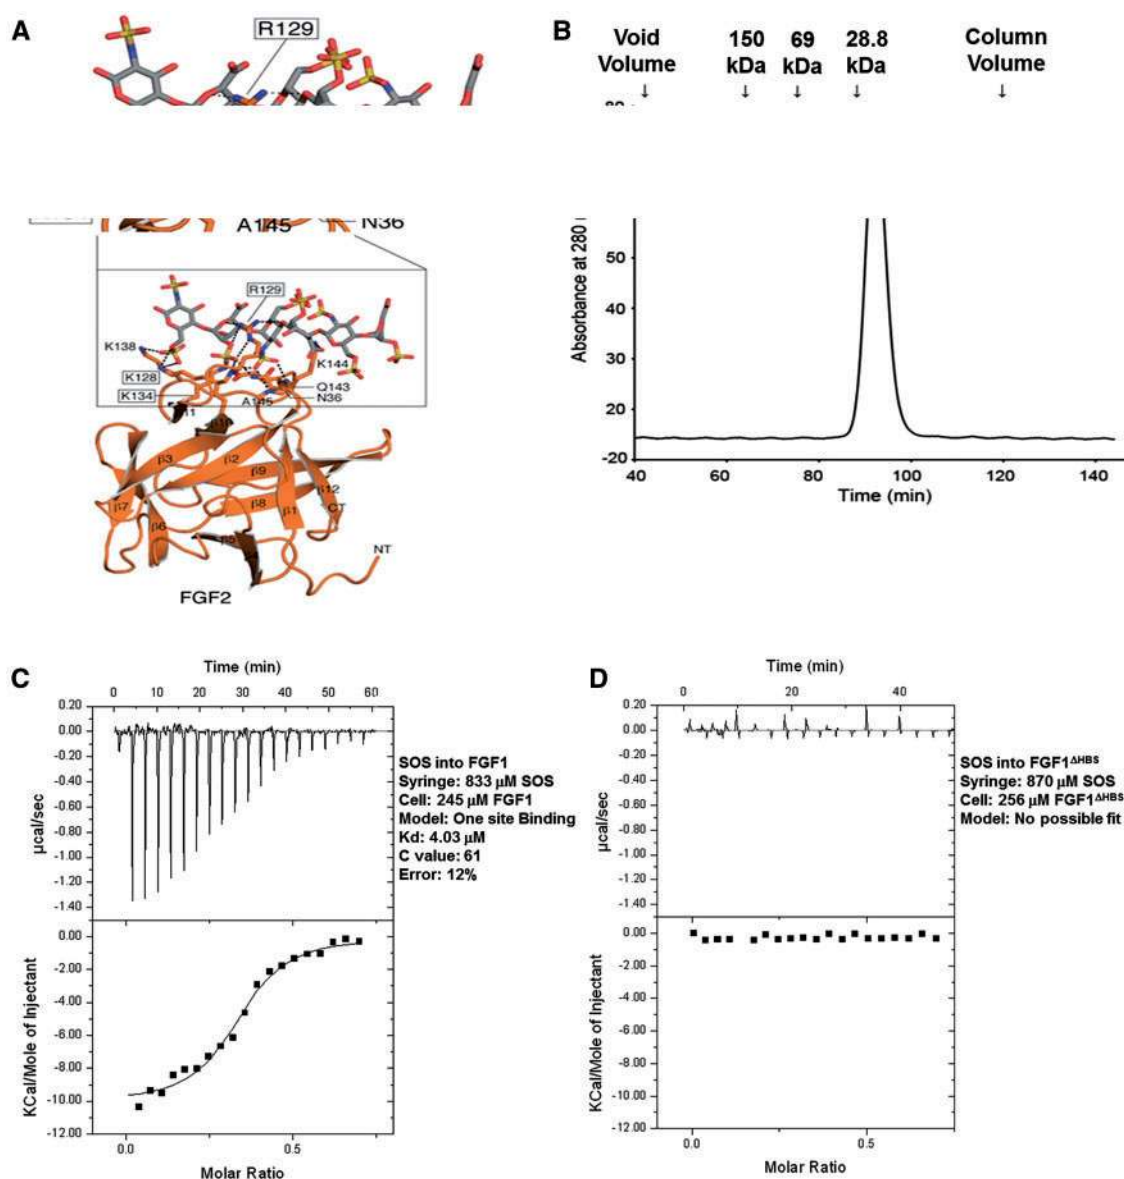 A
R129
A145
N36
R129
K138
K144
K128
Q143
K134
A145
N36
β3
β2
β9
β7
β8
β12
β6
β1
CT
β5
NT
FGF2
B
Void Volume
150 kDa
69 kDa
28.8 kDa
Column Volume
↓ ↓ ↓ ↓ ↓
Absorbance at 280
50
40
30
20
-20
40 60 80 100 120 140
Time (min)
C
Time (min)
0 10 20 30 40 50 60
0.20
0.00
-0.20
-0.40
-0.60
-0.80
-1.00
-1.20
-1.40
µcal/sec
SOS into FGF1
Syringe: 833 µM SOS
Cell: 245 µM FGF1
Model: One site Binding
Kd: 4.03 µM
C value: 61
Error: 12%
0.00
-2.00
-4.00
-6.00
-8.00
-10.00
-12.00
KCal/Mole of Injectant
0.0 0.5
Molar Ratio
D
Time (min)
0 20 40
0.20
0.00
-0.20
-0.40
-0.60
-0.80
-1.00
-1.20
-1.40
µcal/sec
SOS into FGF1ΔHBS
Syringe: 870 µM SOS
Cell: 256 µM FGF1ΔHBS
Model: No possible fit
0.00
-2.00
-4.00
-6.00
-8.00
-10.00
-12.00
KCal/Mole of Injectant
0.0 0.5
Molar Ratio